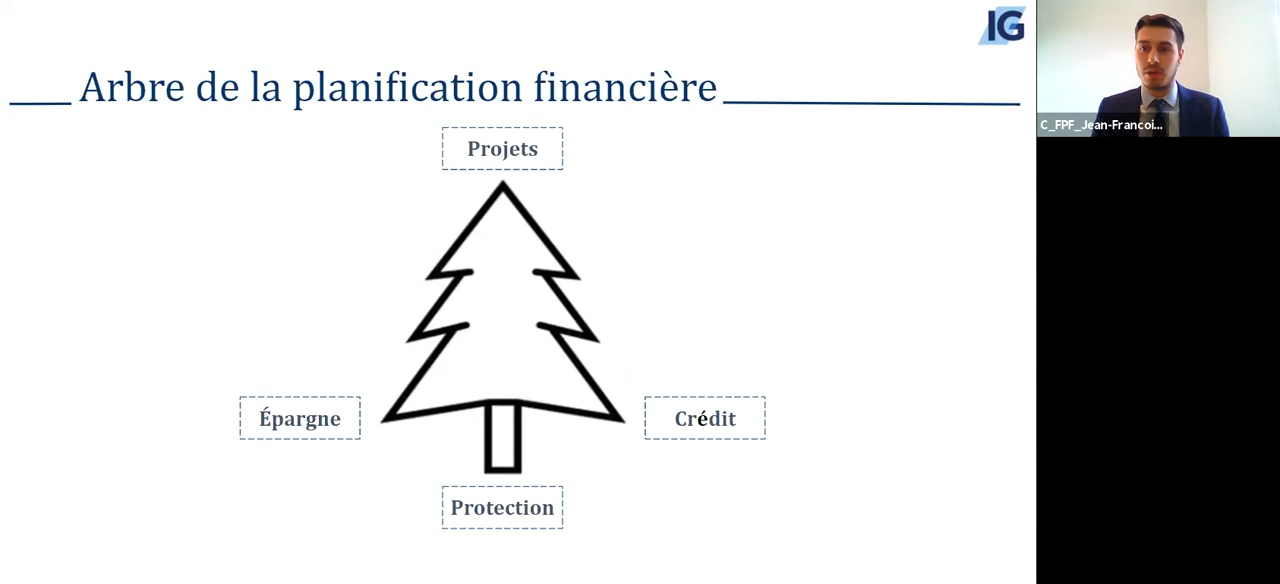 IG
Arbre de la planification financière
C_FPF_Jean-Francoi...
Projets
Épargne
Crédit
Protection